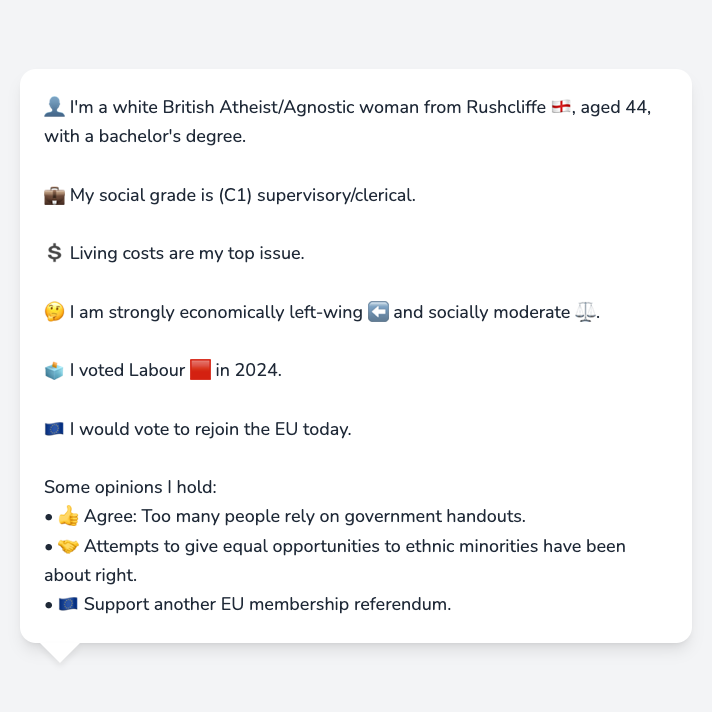 👤 I'm a white British Atheist/Agnostic woman from Rushcliffe 🏴󠁧󠁢󠁥󠁮󠁧󠁿, aged 44,
with a bachelor's degree.
💼 My social grade is (C1) supervisory/clerical.
💲 Living costs are my top issue.
🤔 I am strongly economically left-wing ⬅️ and socially moderate ⚖️.
🗳️ I voted Labour 🟥 in 2024.
🇪🇺 I would vote to rejoin the EU today.
Some opinions I hold:
• 👍 Agree: Too many people rely on government handouts.
• 🤝 Attempts to give equal opportunities to ethnic minorities have been
about right.
• 🇪🇺 Support another EU membership referendum.